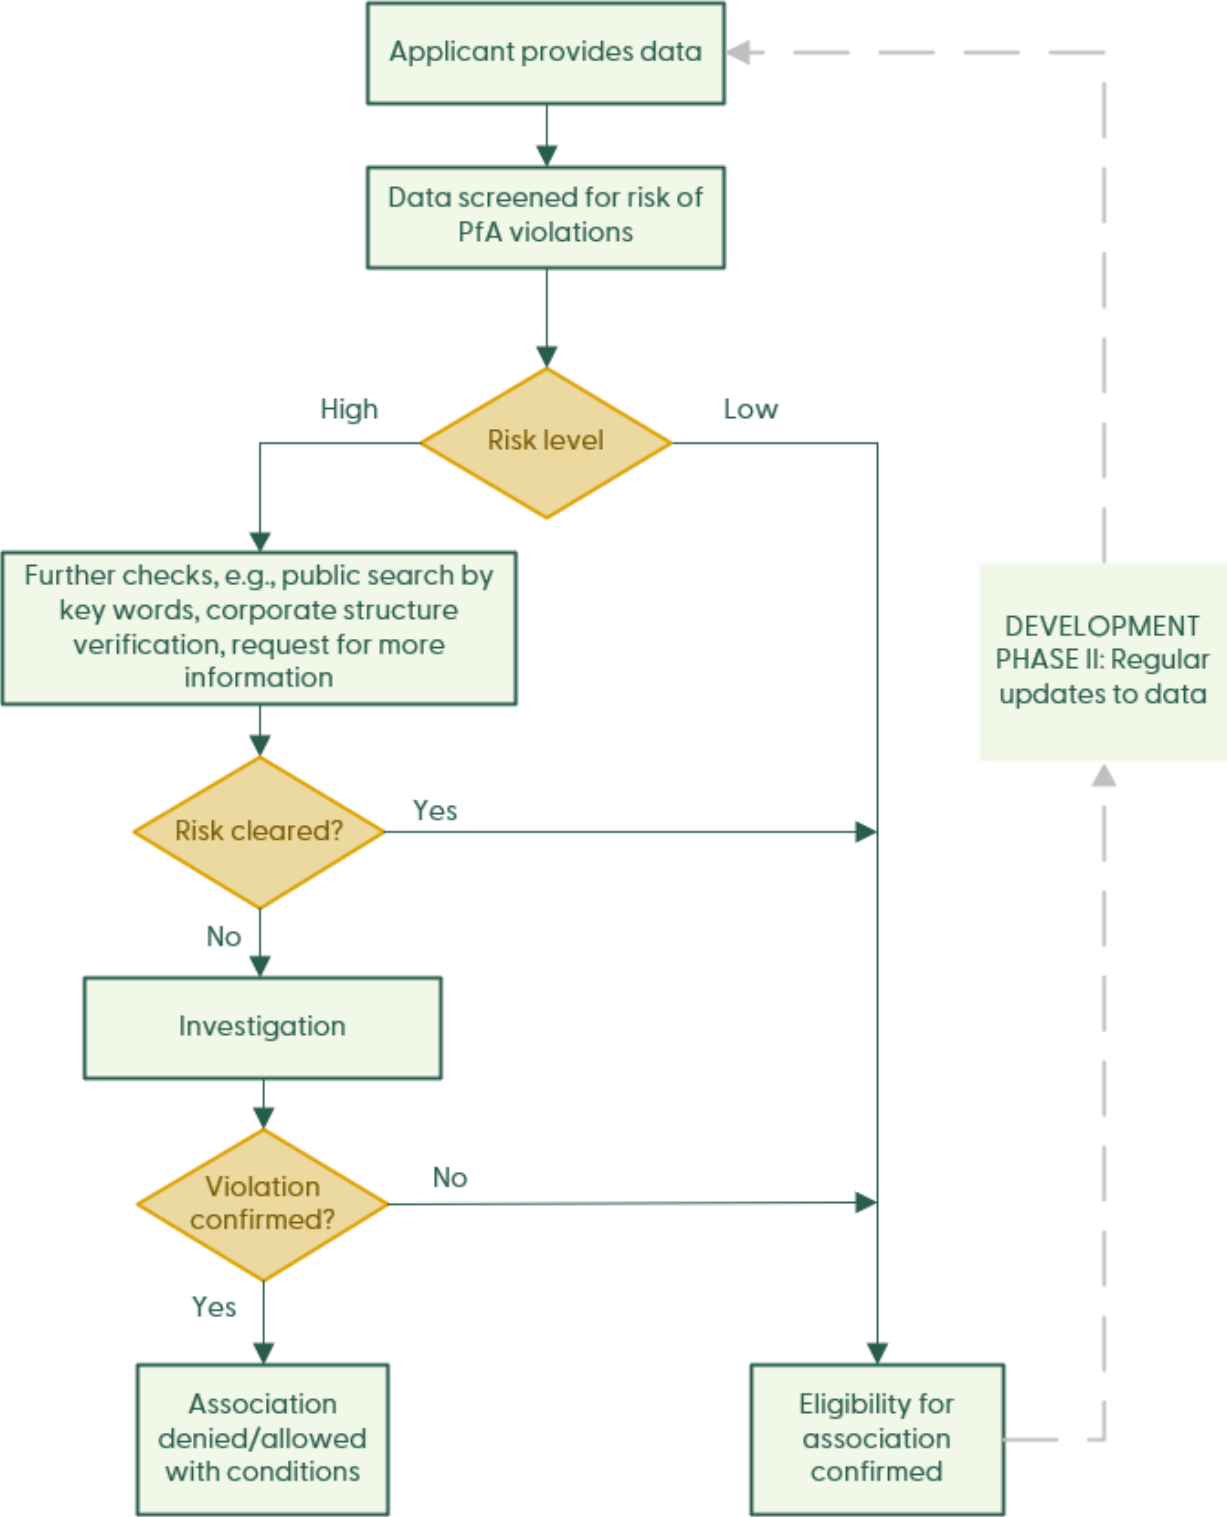 Applicant provides data
Data screened for risk of
PfA violations
High
Low
Risk level
Further checks, e.g., public search by
key words, corporate structure
verification, request for more
information
DEVELOPMENT
PHASE II: Regular
updates to data
Risk cleared?
Yes
No
Investigation
Violation
confirmed?
No
Yes
Association
denied/allowed
with conditions
Eligibility for
association
confirmed